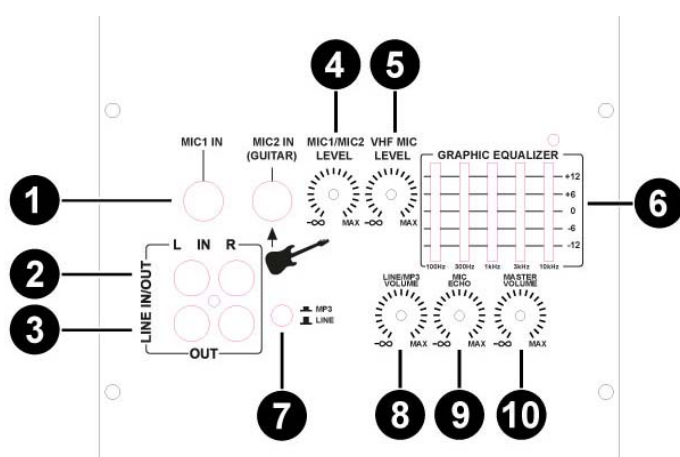 4
5
MIC1 IN
MIC2 IN
(GUITAR)
MIC1/MIC2
LEVEL
VHF MIC
LEVEL
-∞ MAX
-∞ MAX
GRAPHIC EQUALIZER
+12
+6
0
-6
-12
100Hz 300Hz 1kHz 3kHz 10kHz
6
1
L IN R
LINE IN/OUT
OUT
2
3
MP3
LINE
7
LINE/MP3
VOLUME
MIC
ECHO
MASTER
VOLUME
-∞ MAX
-∞ MAX
-∞ MAX
8
9
10